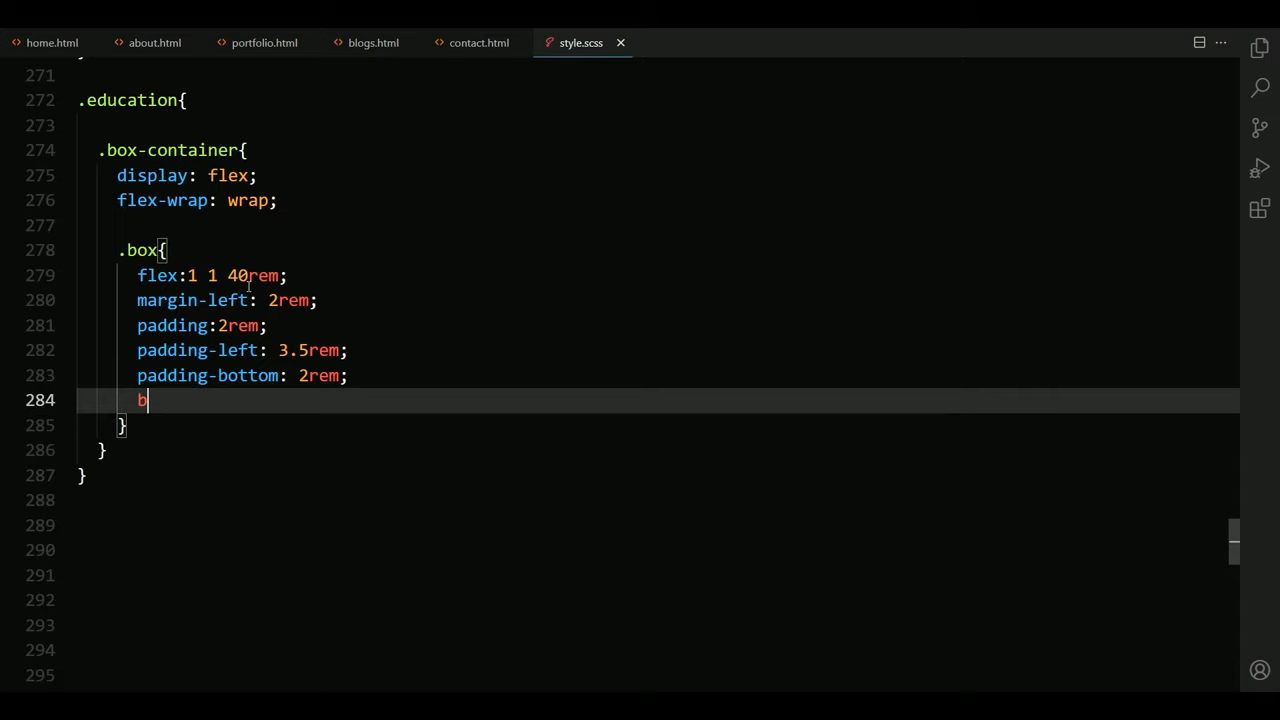 home.html about.html portfolio.html blogs.html contact.html style.scss
271
272 .education{
273
274 .box-container{
275 display: flex;
276 flex-wrap: wrap;
277
278 .box{
279 flex:1 1 40rem;
280 margin-left: 2rem;
281 padding:2rem;
282 padding-left: 3.5rem;
283 padding-bottom: 2rem;
284 b
285 }
286 }
287 }
288
289
290
291
292
293
294
295